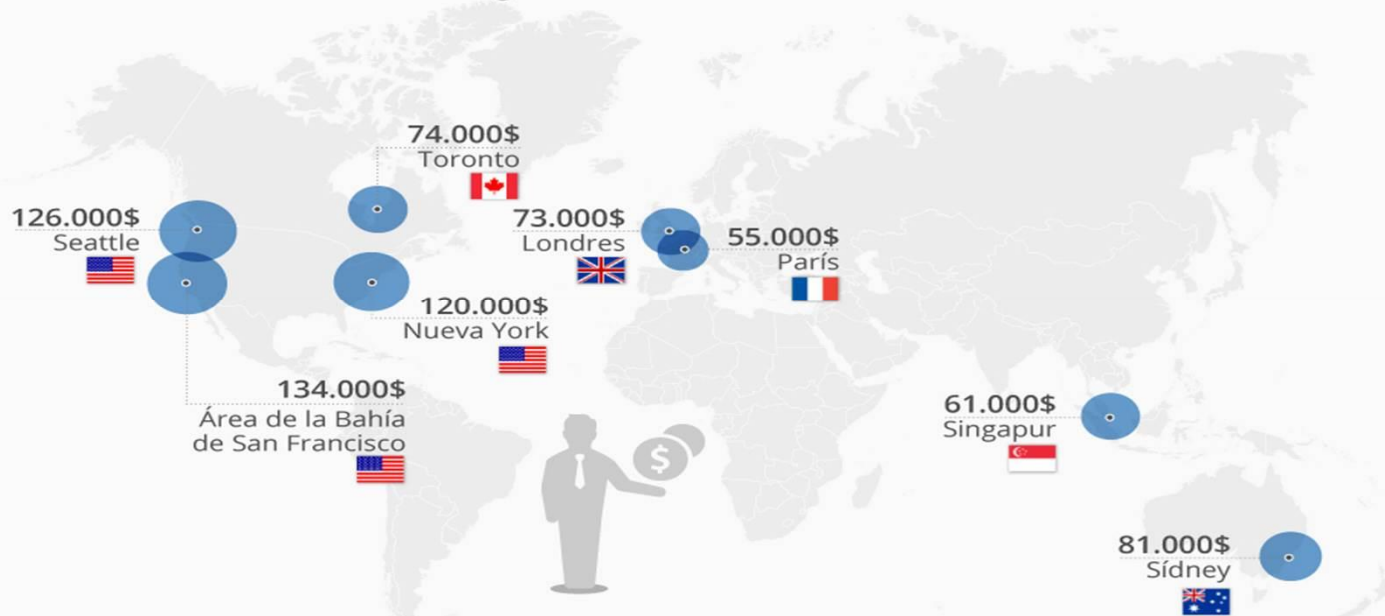 74.000$
Toronto
126.000$
Seattle
73.000$
Londres
55.000$
París
120.000$
Nueva York
134.000$
Área de la Bahía
de San Francisco
61.000$
Singapur
$
81.000$
Sídney